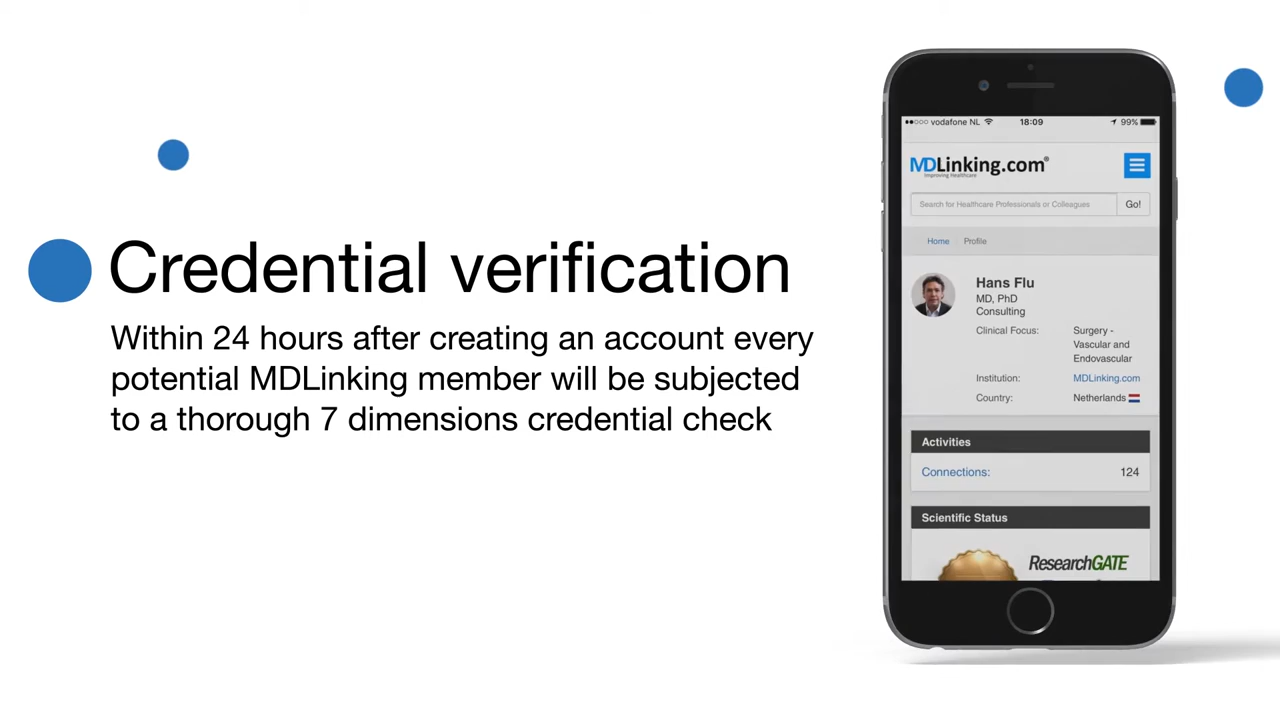 Credential verification
Within 24 hours after creating an account every
potential MDLinking member will be subjected
to a thorough 7 dimensions credential check
vodafone NL 18:09 99%
MDLinking.com®
Improving Healthcare
Search for Healthcare Professionals or Colleagues Go!
Home Profile
Hans Flu
MD, PhD
Consulting
Clinical Focus: Surgery -
Vascular and
Endovascular
Institution: MDLinking.com
Country: Netherlands
Activities
Connections: 124
Scientific Status
ResearchGATE